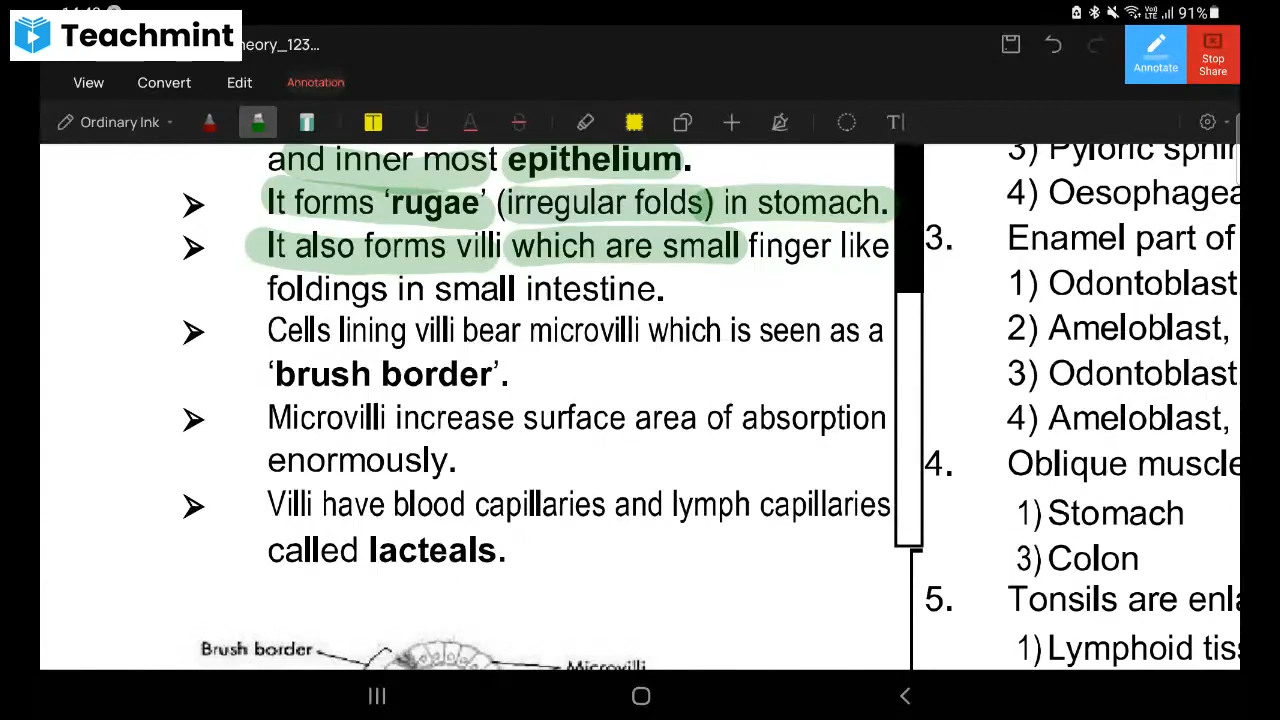 Teachmint
heory_123...
91%
Annotate
Stop
Share
View Convert Edit Annotation
Ordinary Ink
and inner most epithelium.
➢ It forms ‘rugae’ (irregular folds) in stomach.
➢ It also forms villi which are small finger like
foldings in small intestine.
➢ Cells lining villi bear microvilli which is seen as a
‘brush border’.
➢ Microvilli increase surface area of absorption
enormously.
➢ Villi have blood capillaries and lymph capillaries
called lacteals.
Brush border
Microvilli
3) Pyloric sphin
4) Oesophagea
3. Enamel part of
1) Odontoblast
2) Ameloblast,
3) Odontoblast
4) Ameloblast,
4. Oblique muscle
1) Stomach
3) Colon
5. Tonsils are enla
1) Lymphoid tiss